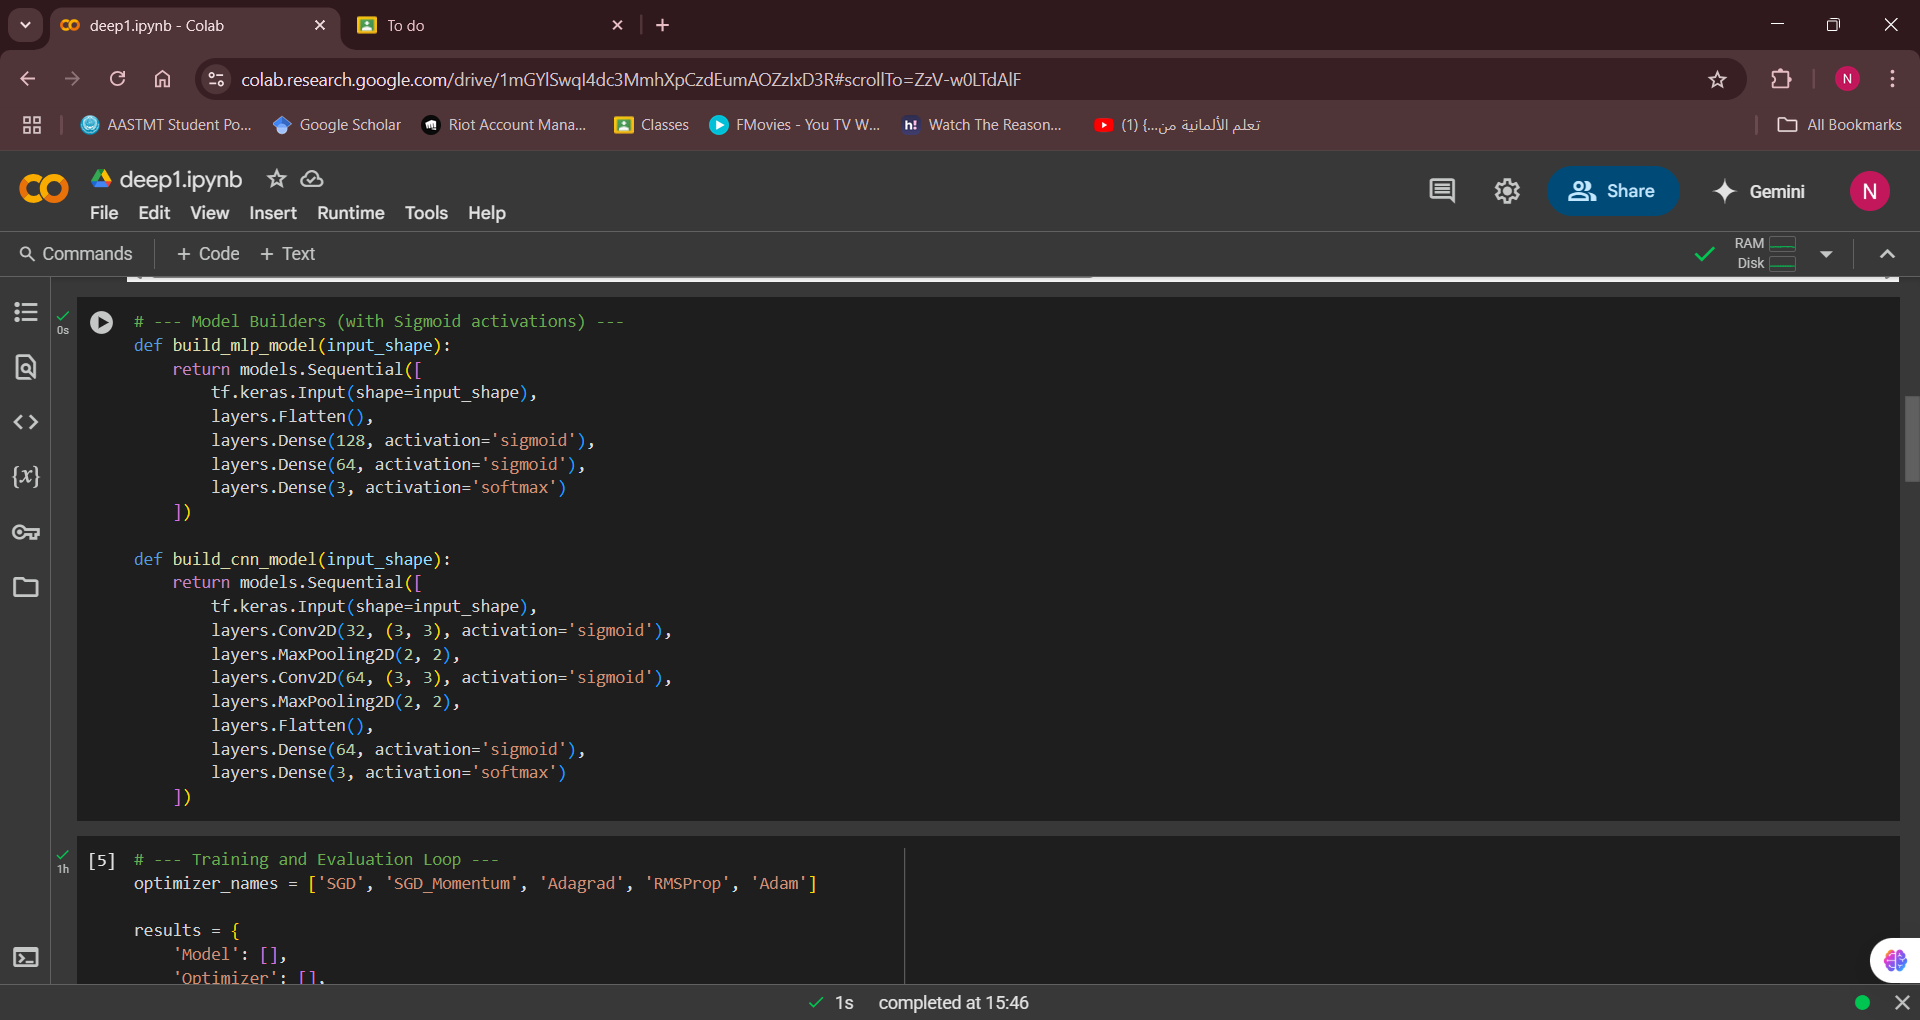 deep1.ipynb - Colab
To do
colab.research.google.com/drive/1mGYlSwqI4dc3MmhXpCzdEumAOZzIxD3R#scrollTo=ZzV-w0LTdAlF
N
AASTMT Student Po...
Google Scholar
Riot Account Mana...
Classes
FMovies - You TV W...
h! Watch The Reason...
(1) {...تعلم الألمانية من
All Bookmarks
deep1.ipynb
Share
Gemini
N
File Edit View Insert Runtime Tools Help
Commands
+ Code + Text
RAM
Disk
0s
# --- Model Builders (with Sigmoid activations) ---
def build_mlp_model(input_shape):
    return models.Sequential([
        tf.keras.Input(shape=input_shape),
        layers.Flatten(),
        layers.Dense(128, activation='sigmoid'),
        layers.Dense(64, activation='sigmoid'),
        layers.Dense(3, activation='softmax')
    ])
def build_cnn_model(input_shape):
    return models.Sequential([
        tf.keras.Input(shape=input_shape),
        layers.Conv2D(32, (3, 3), activation='sigmoid'),
        layers.MaxPooling2D(2, 2),
        layers.Conv2D(64, (3, 3), activation='sigmoid'),
        layers.MaxPooling2D(2, 2),
        layers.Flatten(),
        layers.Dense(64, activation='sigmoid'),
        layers.Dense(3, activation='softmax')
    ])
1h
[5] # --- Training and Evaluation Loop ---
optimizer_names = ['SGD', 'SGD_Momentum', 'Adagrad', 'RMSProp', 'Adam']
results = {
    'Model': [],
    'Optimizer': [],
1s completed at 15:46